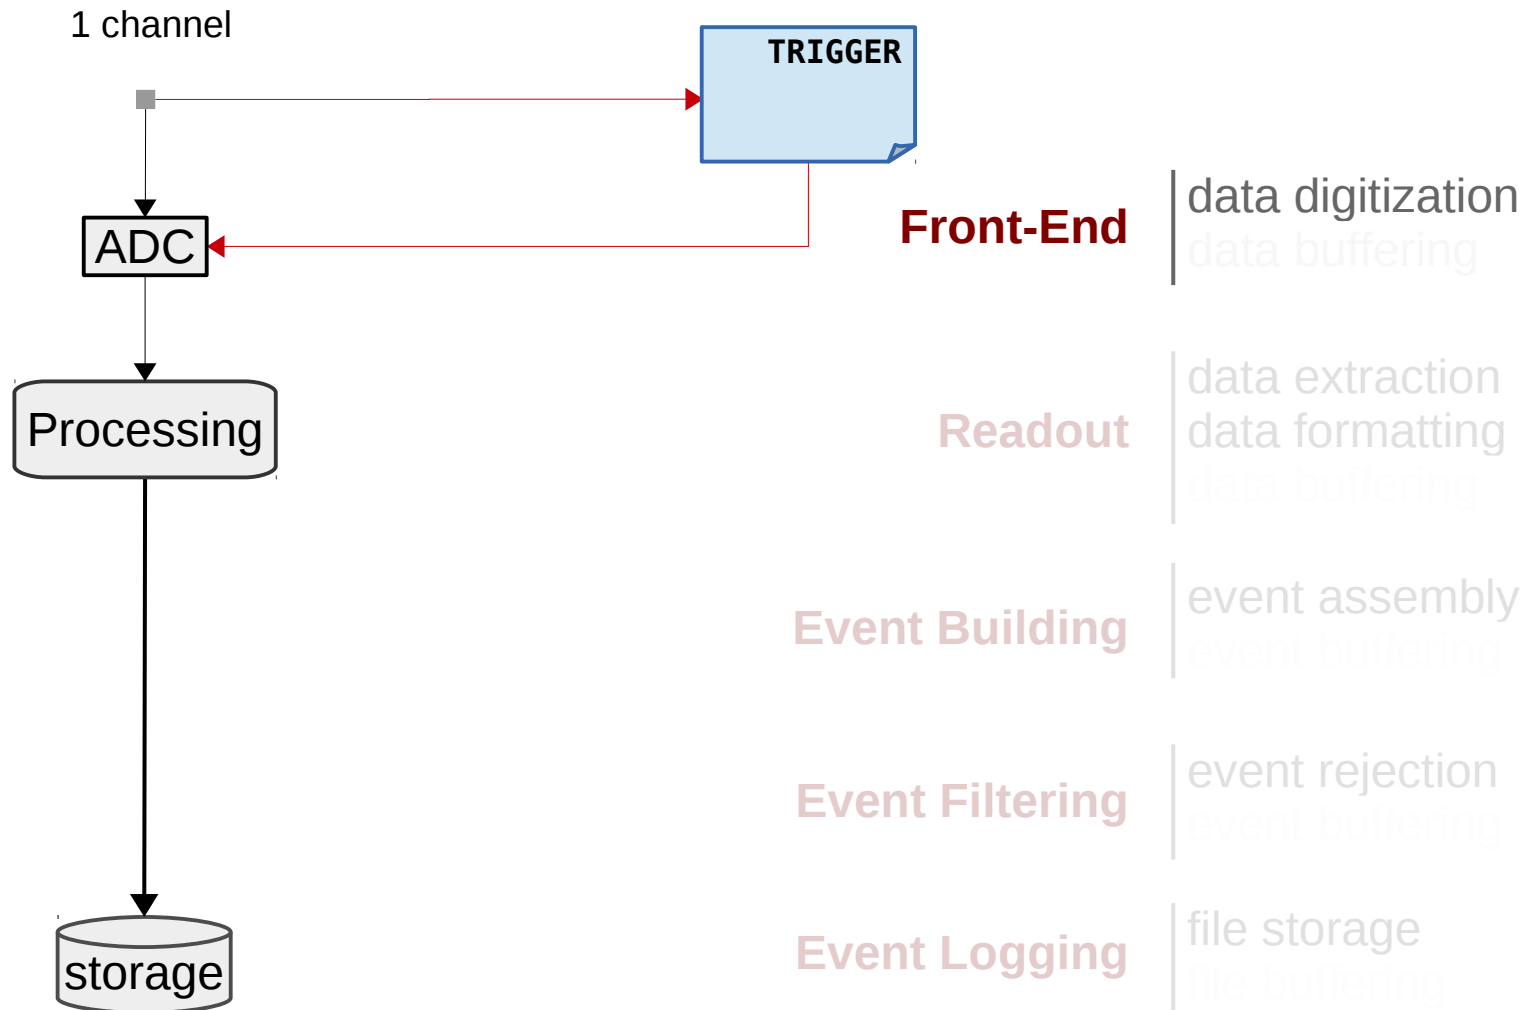 1 channel
TRIGGER
ADC
Processing
storage
Front-End
data digitization
data buffering
Readout
data extraction
data formatting
data buffering
Event Building
event assembly
event buffering
Event Filtering
event rejection
event buffering
Event Logging
file storage
file buffering